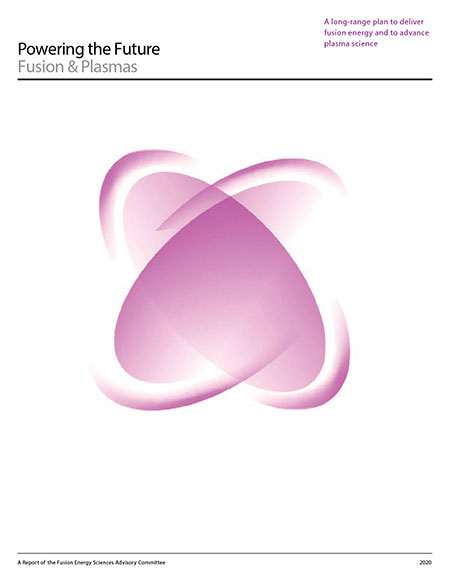 Powering the Future
Fusion & Plasmas
A long-range plan to deliver
fusion energy and to advance
plasma science
A Report of the Fusion Energy Sciences Advisory Committee
2020